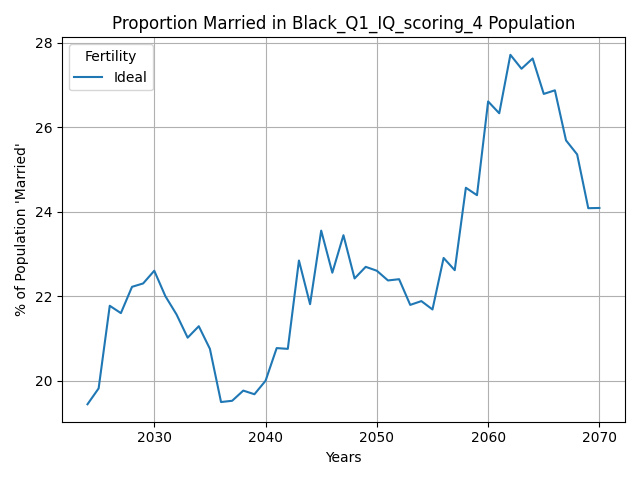 Proportion Married in Black_Q1_IQ_scoring_4 Population
% of Population 'Married'
28
26
24
22
20
Fertility
Ideal
2030 2040 2050 2060 2070
Years